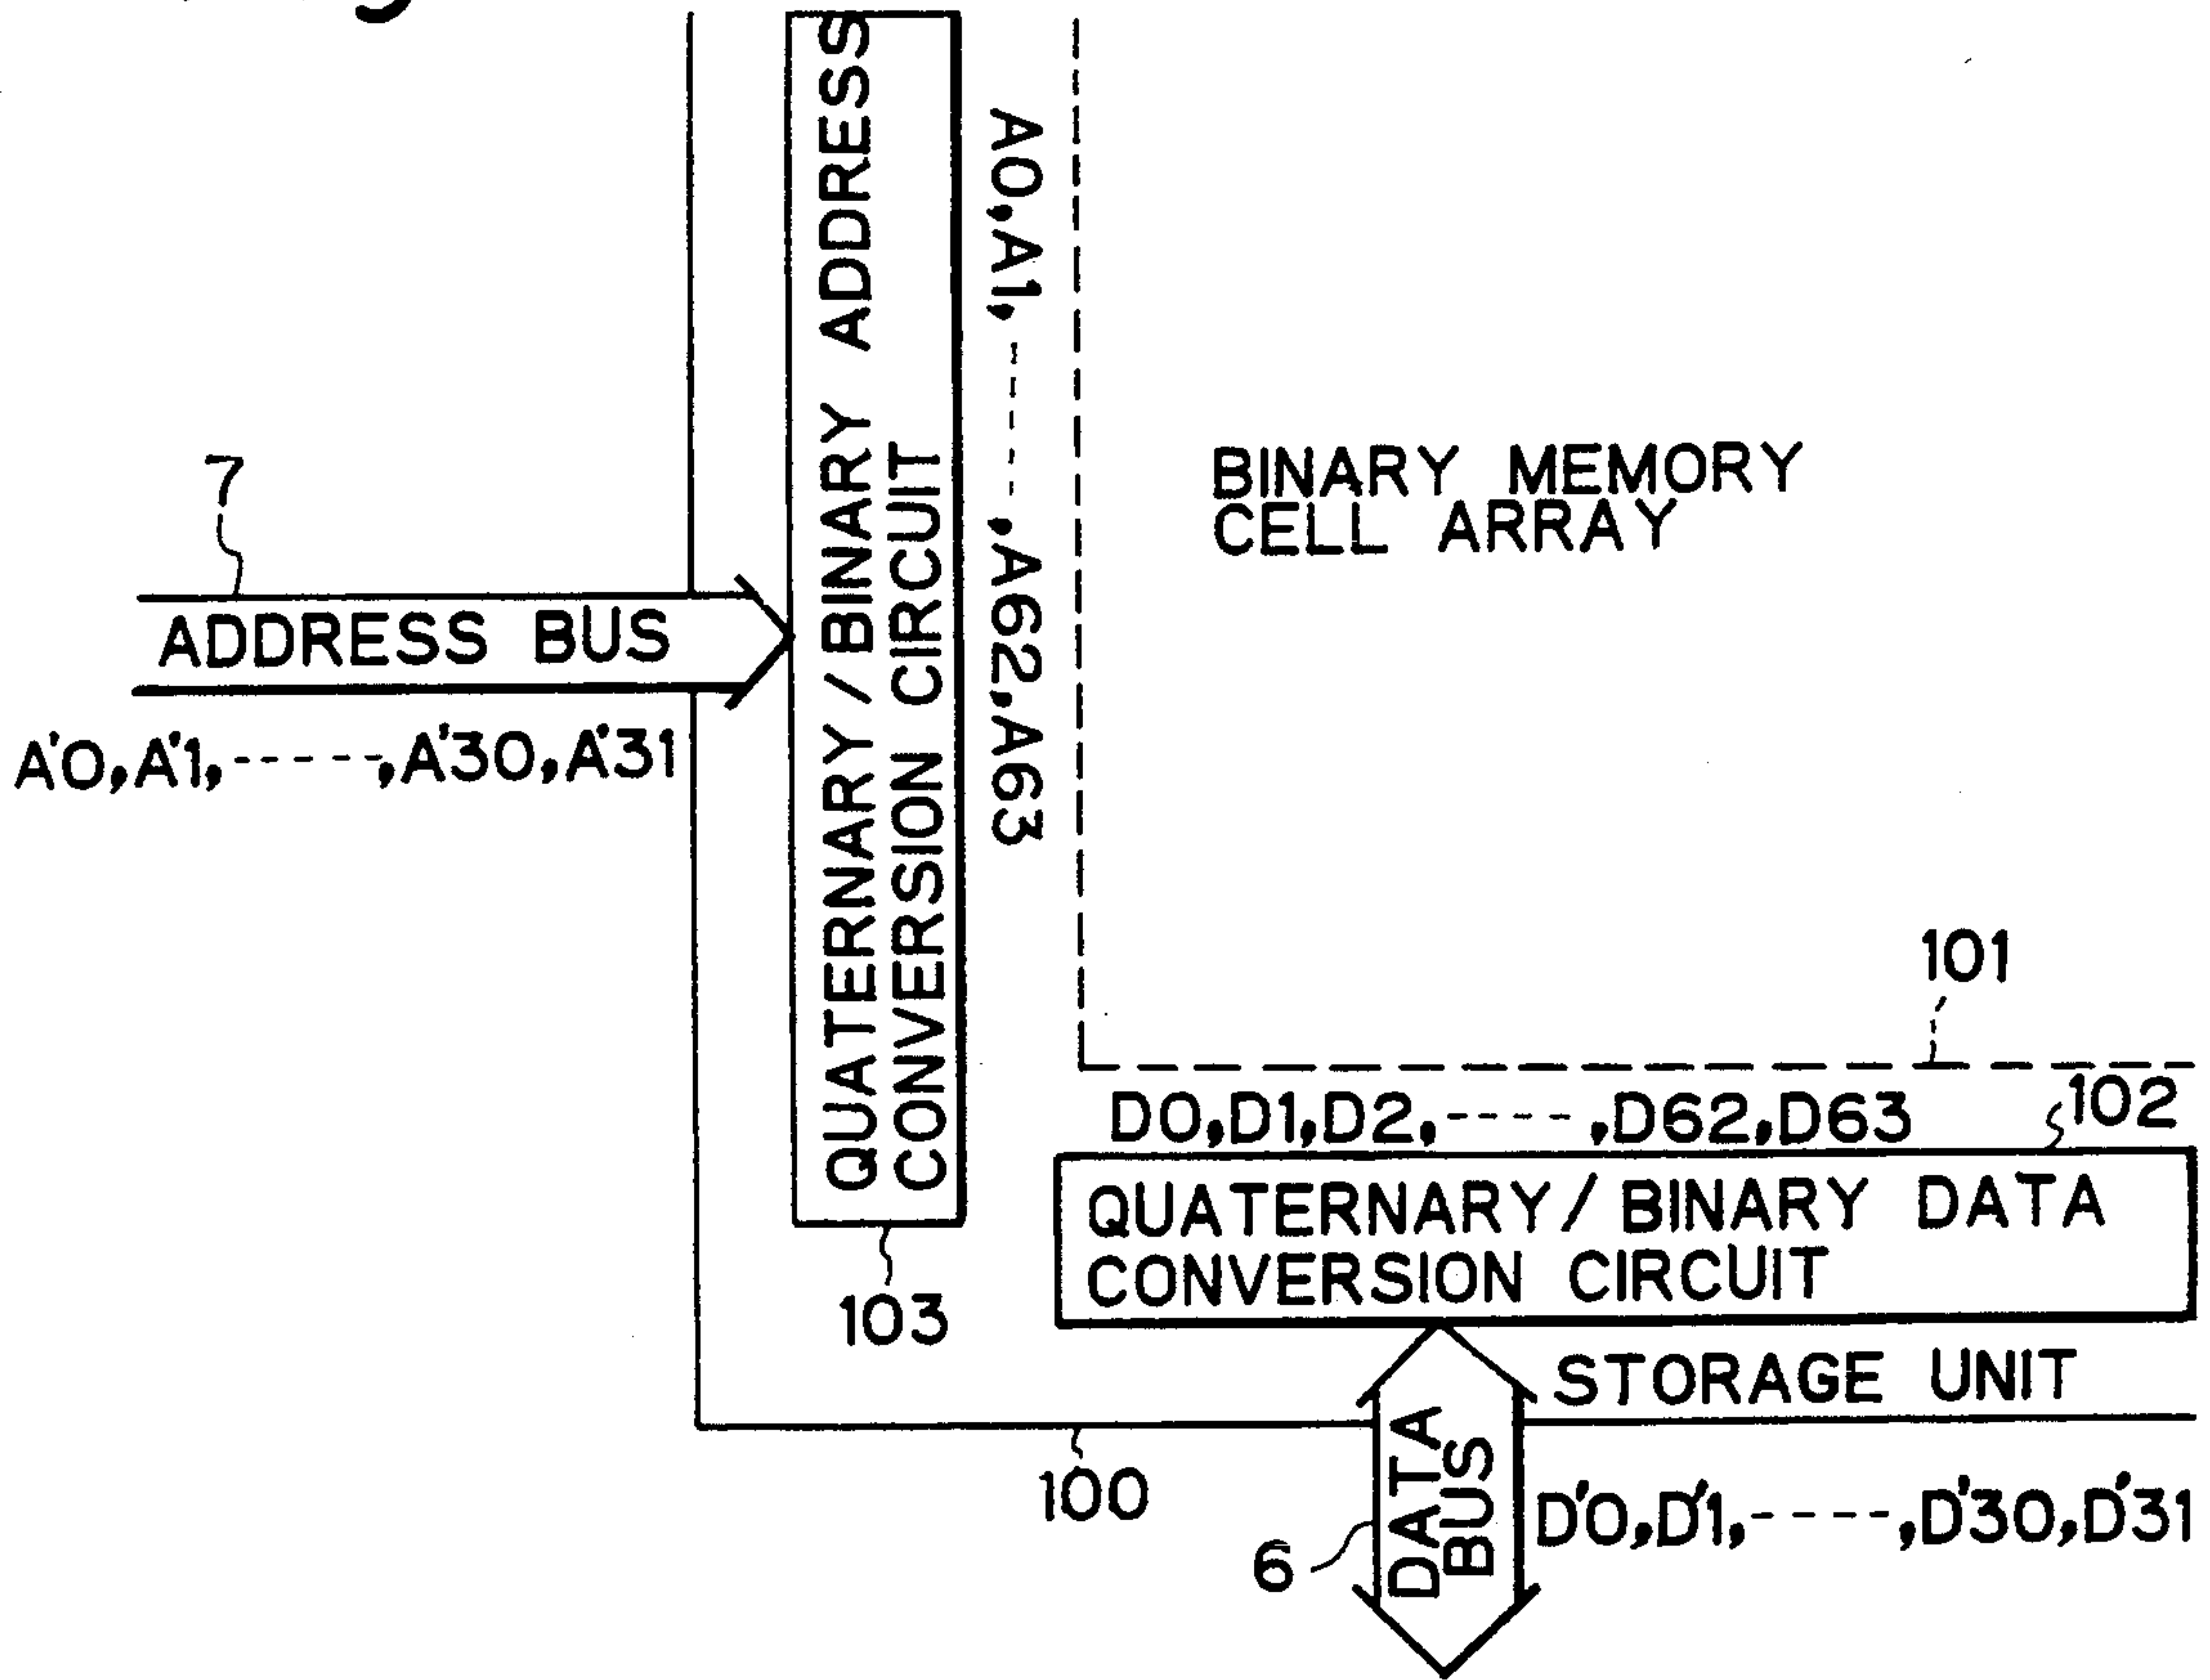 QUATERNARY/BINARY ADDRESS
CONVERSION CIRCUIT
A0,A1,------,A62,A63
BINARY MEMORY
CELL ARRAY
7
ADDRESS BUS
A'0,A'1,-----,A'30,A'31
101
D0,D1,D2,----,D62,D63
102
QUATERNARY/BINARY DATA
CONVERSION CIRCUIT
103
STORAGE UNIT
100
DATA
BUS
6
D'0,D'1,----,D'30,D'31